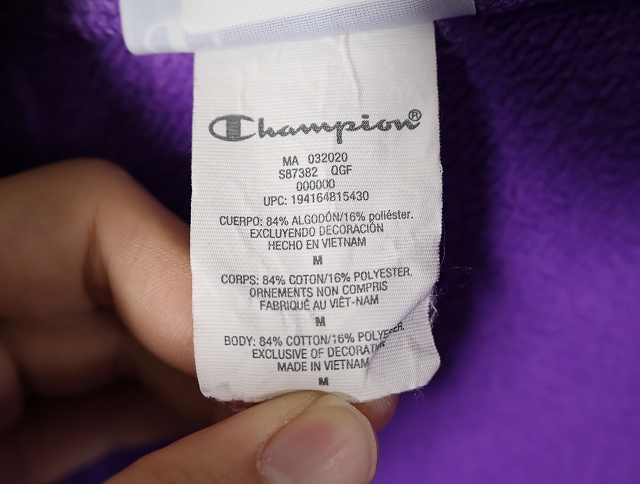 Champion®
MA 032020
S87382 QGF
000000
UPC: 194164815430
CUERPO: 84% ALGODÓN/16% poliéster.
EXCLUYENDO DECORACIÓN
HECHO EN VIETNAM
M
CORPS: 84% COTON/16% POLYESTER.
ORNEMENTS NON COMPRIS
FABRIQUÉ AU VIÊT-NAM
M
BODY: 84% COTTON/16% POLYESTER.
EXCLUSIVE OF DECORATION
MADE IN VIETNAM
M